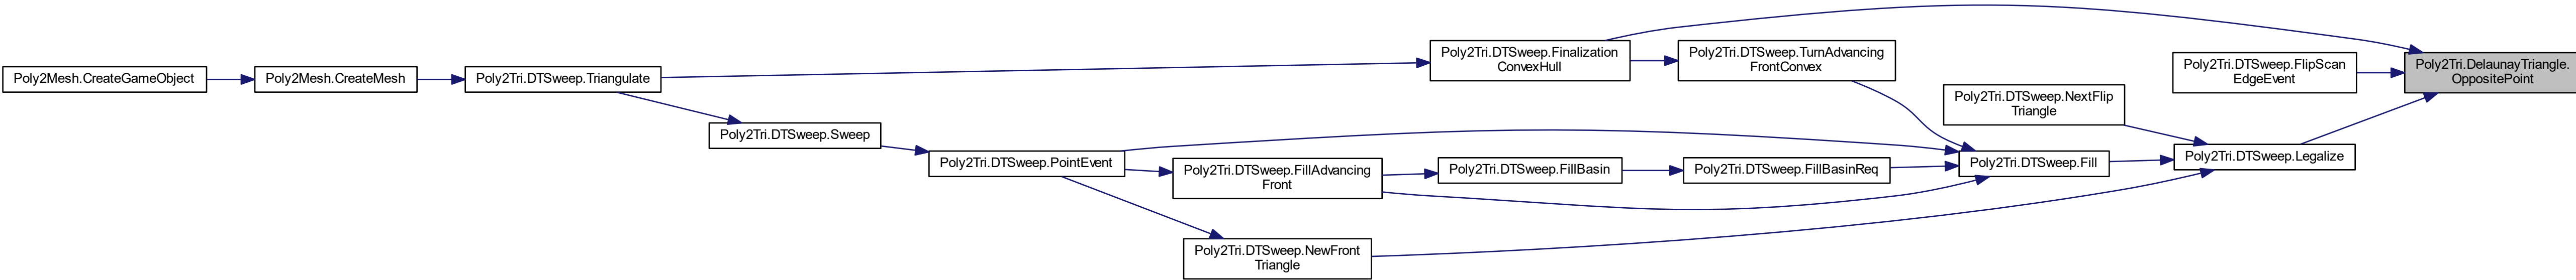 Poly2Mesh.CreateGameObject
Poly2Mesh.CreateMesh
Poly2Tri.DTSweep.Triangulate
Poly2Tri.DTSweep.Sweep
Poly2Tri.DTSweep.PointEvent
Poly2Tri.DTSweep.FillAdvancing
Front
Poly2Tri.DTSweep.NewFront
Triangle
Poly2Tri.DTSweep.Finalization
ConvexHull
Poly2Tri.DTSweep.FillBasin
Poly2Tri.DTSweep.TurnAdvancing
FrontConvex
Poly2Tri.DTSweep.FillBasinReq
Poly2Tri.DTSweep.NextFlip
Triangle
Poly2Tri.DTSweep.Fill
Poly2Tri.DTSweep.FlipScan
EdgeEvent
Poly2Tri.DTSweep.Legalize
Poly2Tri.DelaunayTriangle.
OppositePoint